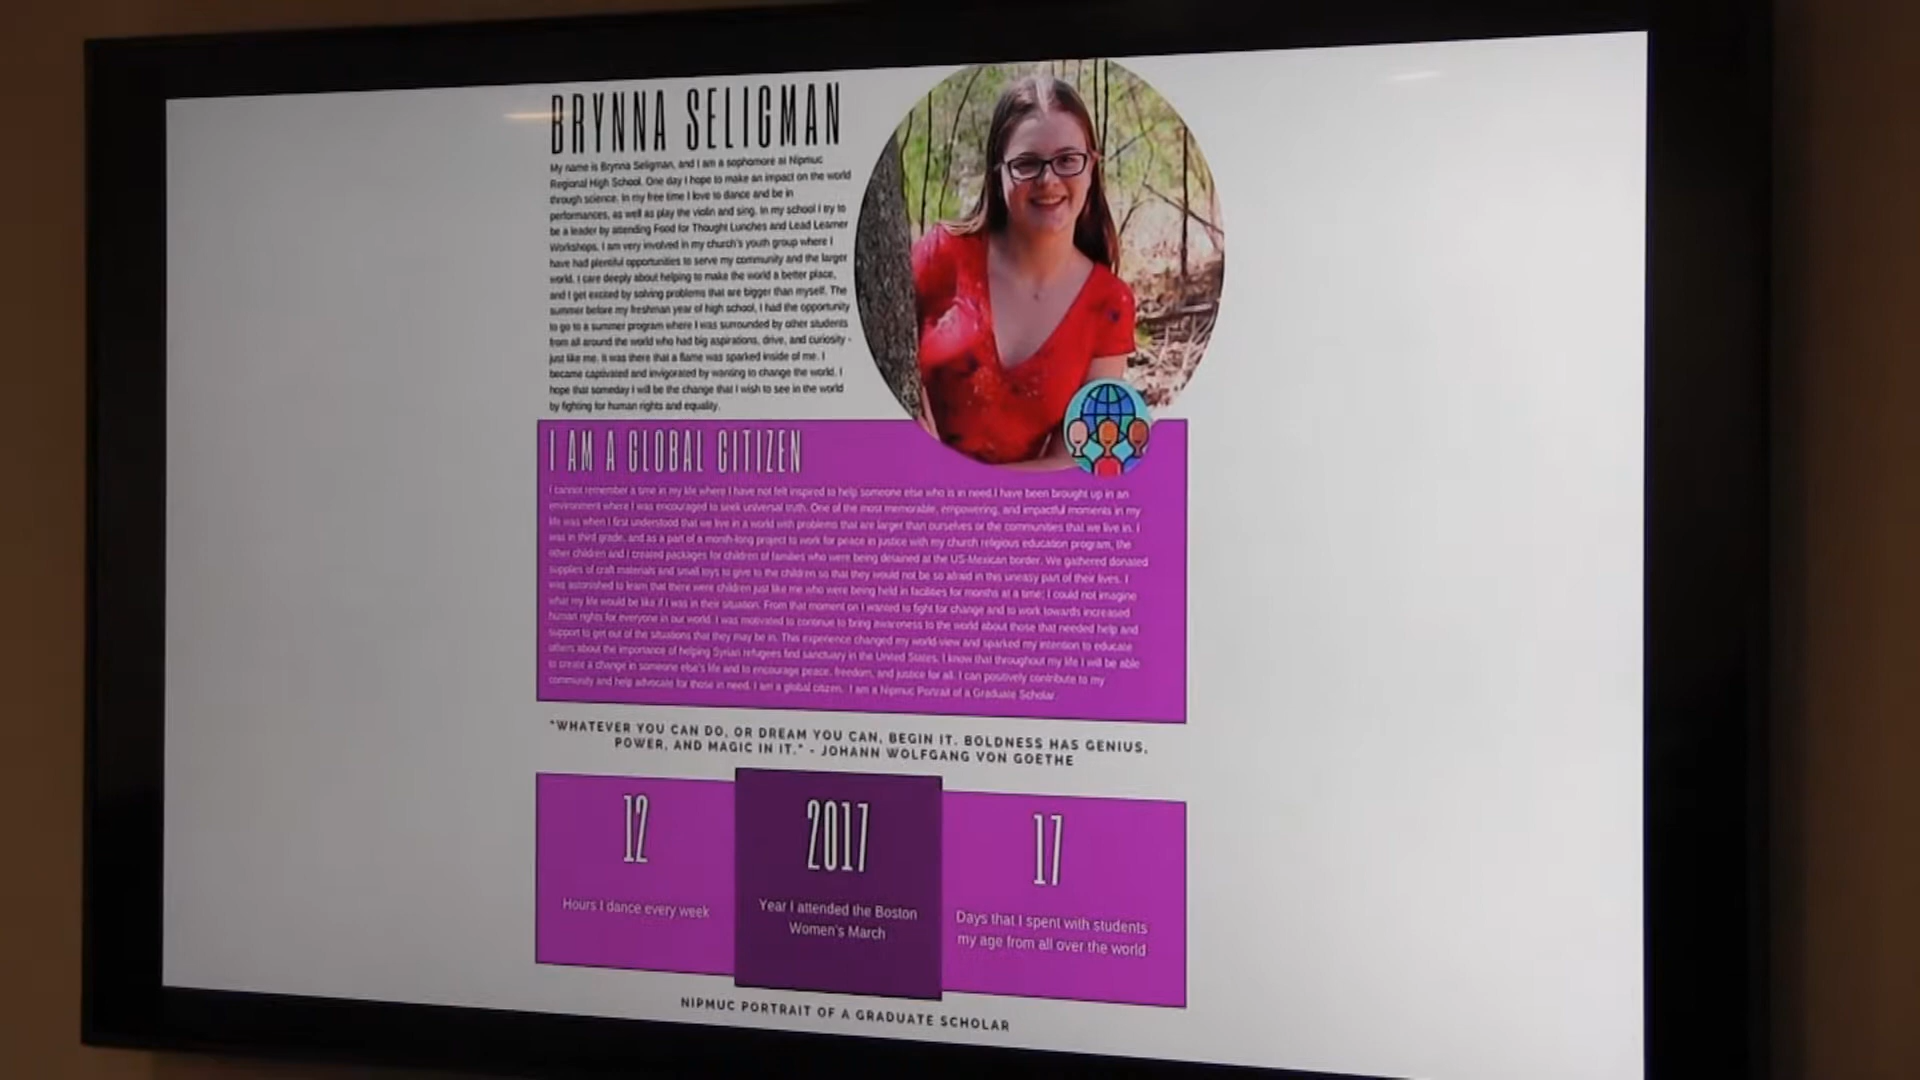 BRYNNA SELIGMAN
My name is Brynna Seligman, and I am a sophomore at Nipmuc
Regional High School. One day I hope to make an impact on the world
through science. In my free time I love to dance and be in
performances, as well as play the violin and sing. In my school I try to
be a leader by attending Food for Thought Lunches and Lead Learner
Workshops. I am very involved in my church's youth group where I
have had plentiful opportunities to serve my community and the larger
world. I care deeply about helping to make the world a better place,
and I get excited by solving problems that are bigger than myself. The
summer before my freshman year of high school, I had the opportunity
to go to a summer program where I was surrounded by other students
from all around the world who had big aspirations, drive, and curiosity -
just like me. It was there that a flame was sparked inside of me. I
became captivated and invigorated by wanting to change the world. I
hope that someday I will be the change that I wish to see in the world
by fighting for human rights and equality.
I AM A GLOBAL CITIZEN
I cannot remember a time in my life where I have not felt inspired to help someone else who is in need.I have been brought up in an
environment where I was encouraged to seek universal truth. One of the most memorable, empowering, and impactful moments in my
life was when I first understood that we live in a world with problems that are larger than ourselves or the communities that we live in. I
was in third grade, and as a part of a month-long project to work for peace in justice with my church religious education program, the
other children and I created packages for children of families who were being detained at the US-Mexican border. We gathered donated
supplies of craft materials and small toys to give to the children so that they would not be so afraid in this uneasy part of their lives. I
was astonished to learn that there were children just like me who were being held in facilities for months at a time; I could not imagine
what my life would be like if I was in their situation. From that moment on I wanted to fight for change and to work towards increased
human rights for everyone in our world. I was motivated to continue to bring awareness to the world about those that needed help and
support to get out of the situations that they may be in. This experience changed my world-view and sparked my intention to educate
others about the importance of helping Syrian refugees find sanctuary in the United States. I know that throughout my life I will be able
to create a change in someone else's life and to encourage peace, freedom, and justice for all. I can positively contribute to my
community and help advocate for those in need. I am a global citizen. I am a Nipmuc Portrait of a Graduate Scholar.
"WHATEVER YOU CAN DO, OR DREAM YOU CAN, BEGIN IT. BOLDNESS HAS GENIUS,
POWER, AND MAGIC IN IT." - JOHANN WOLFGANG VON GOETHE
12
Hours I dance every week
2017
Year I attended the Boston
Women's March
17
Days that I spent with students
my age from all over the world
NIPMUC PORTRAIT OF A GRADUATE SCHOLAR